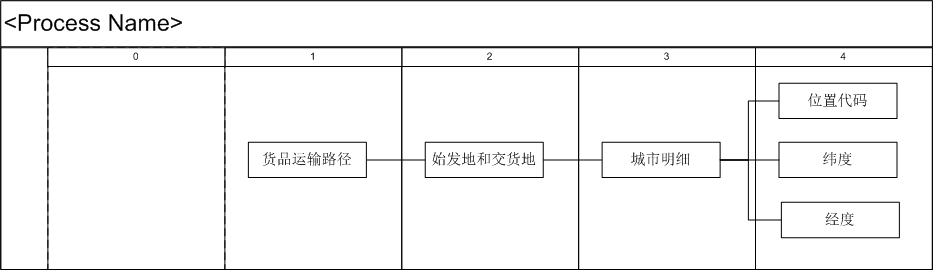 <Process Name>
0
1
2
3
4
位置代码
货品运输路径
始发地和交货地
城市明细
纬度
经度